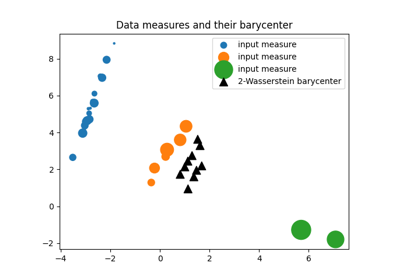 Data measures and their barycenter
input measure
input measure
input measure
2-Wasserstein barycenter
8
6
4
2
0
−2
−4
−2
0
2
4
6